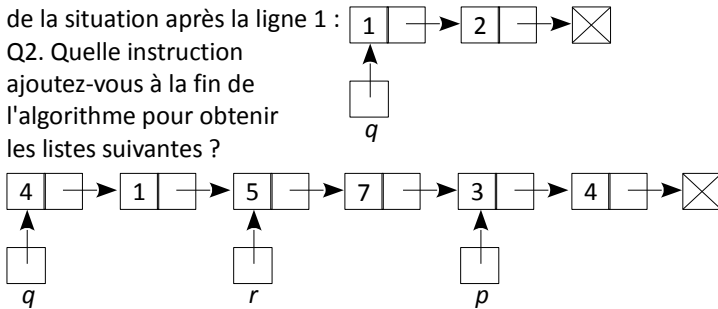 de la situation après la ligne 1 :
1 2
Q2. Quelle instruction
ajoutez-vous à la fin de
q
l'algorithme pour obtenir
les listes suivantes ?
4 1 5 7 3 4
q r p